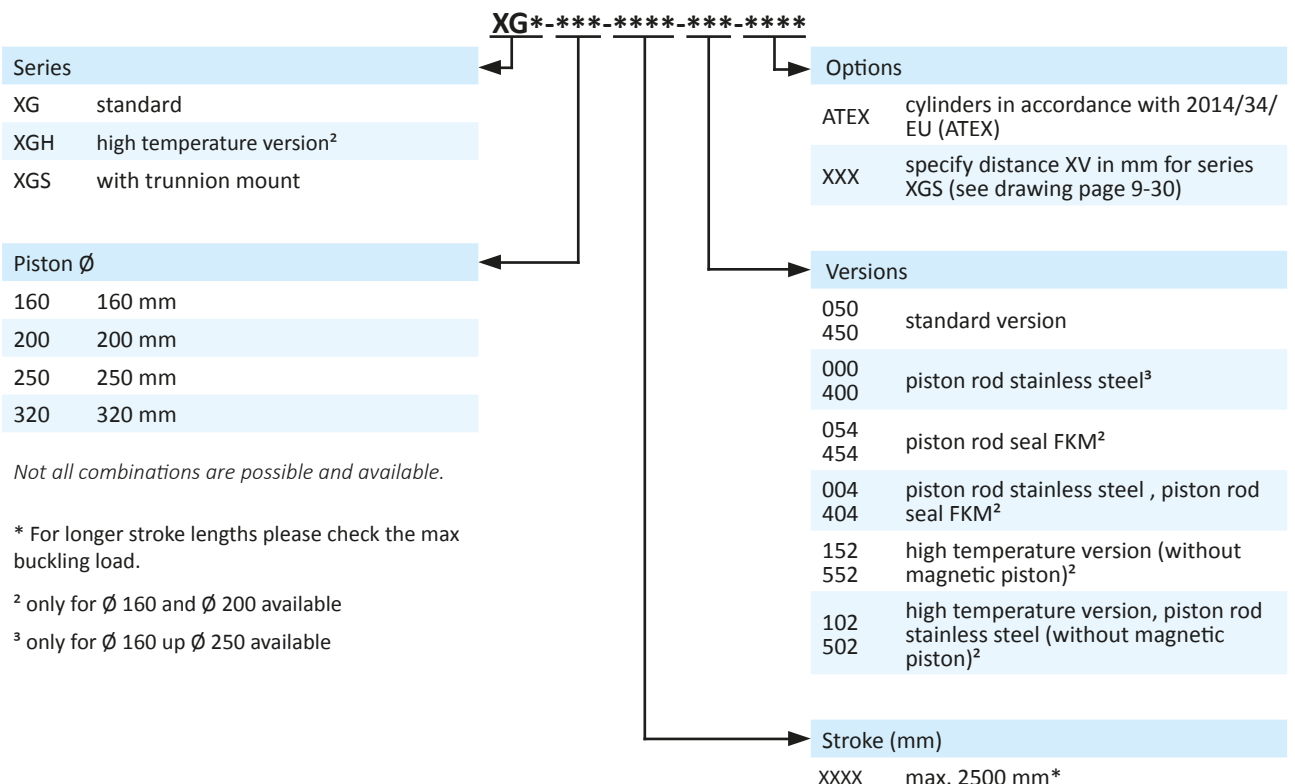 XG*-***-****-***-****
Series
XG standard
XGH high temperature version²
XGS with trunnion mount
Piston Ø
160 160 mm
200 200 mm
250 250 mm
320 320 mm
Not all combinations are possible and available.
* For longer stroke lengths please check the max
buckling load.
² only for Ø 160 and Ø 200 available
³ only for Ø 160 up Ø 250 available
Options
ATEX cylinders in accordance with 2014/34/
EU (ATEX)
XXX specify distance XV in mm for series
XGS (see drawing page 9-30)
Versions
050
450 standard version
000
400 piston rod stainless steel³
054
454 piston rod seal FKM²
004 piston rod stainless steel , piston rod
404 seal FKM²
152 high temperature version (without
552 magnetic piston)²
102 high temperature version, piston rod
502 stainless steel (without magnetic
piston)²
Stroke (mm)
XXXX max. 2500 mm*